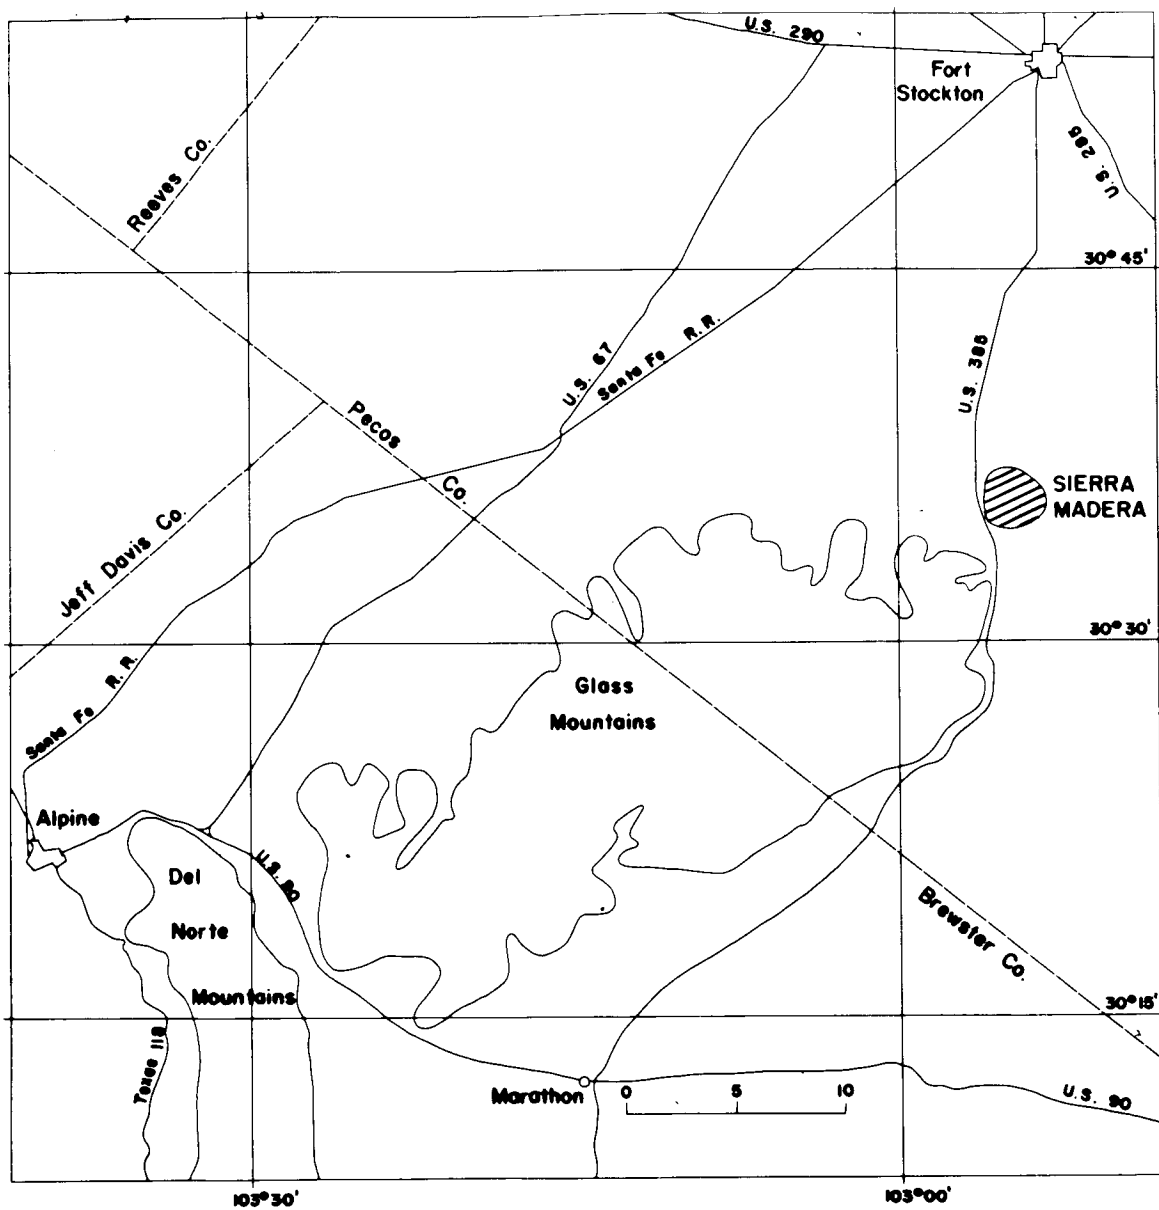 U.S. 290
Fort
Stockton
U.S. 285
Reeves Co.
30° 45'
U.S. 67
Santa Fe R.R.
U.S. 385
Pecos
Co.
SIERRA
MADERA
Jeff Davis Co.
30° 30'
Glass
Mountains
Santa Fe R.R.
Alpine
U.S. 90
Del
Norte
Mountains
Brewster Co.
30° 15'
Texas 118
Marathon
0 5 10
U.S. 90
103° 30'
103° 00'